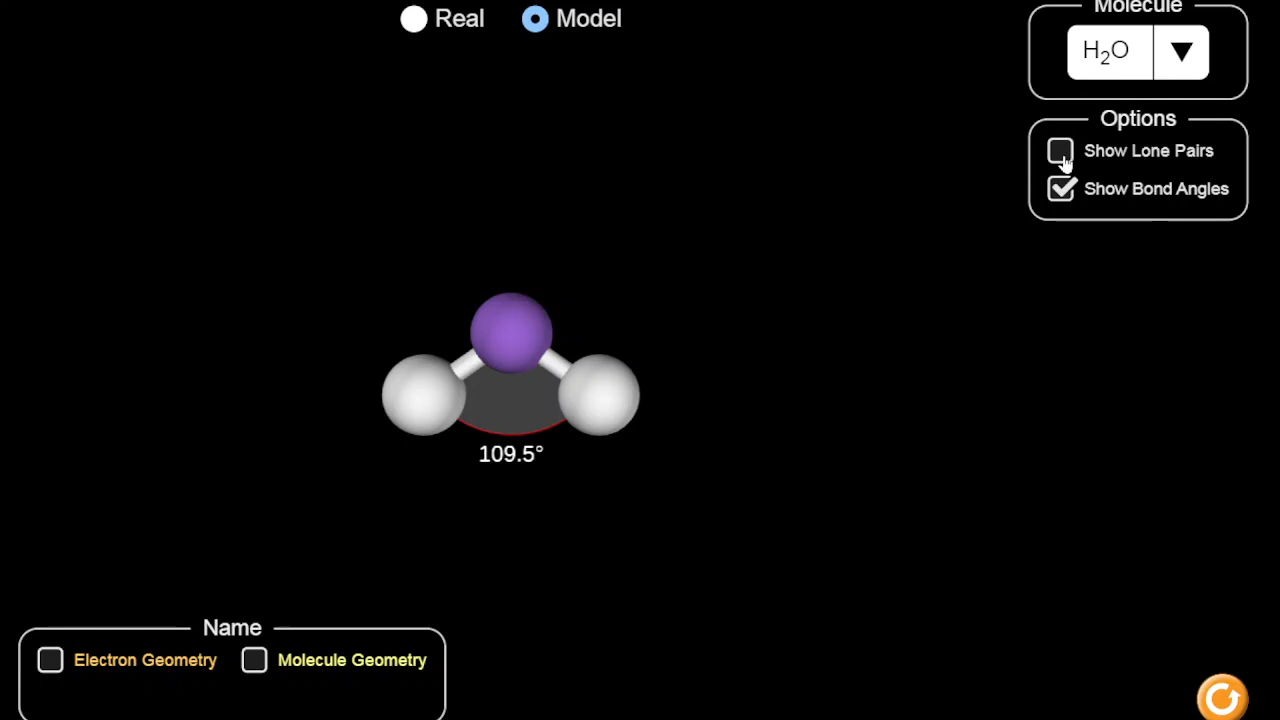 Real
Model
Molecule
H₂O
Options
Show Lone Pairs
Show Bond Angles
109.5°
Name
Electron Geometry
Molecule Geometry